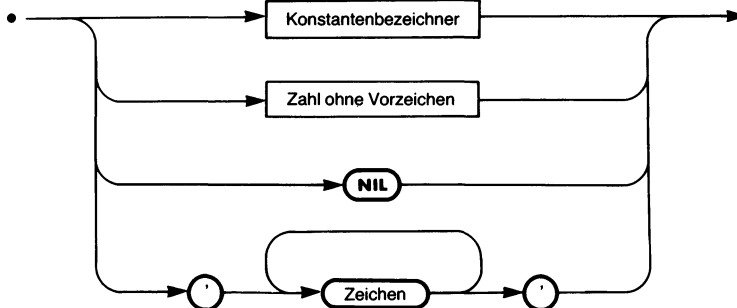 Konstantenbezeichner
Zahl ohne Vorzeichen
NIL
' Zeichen '